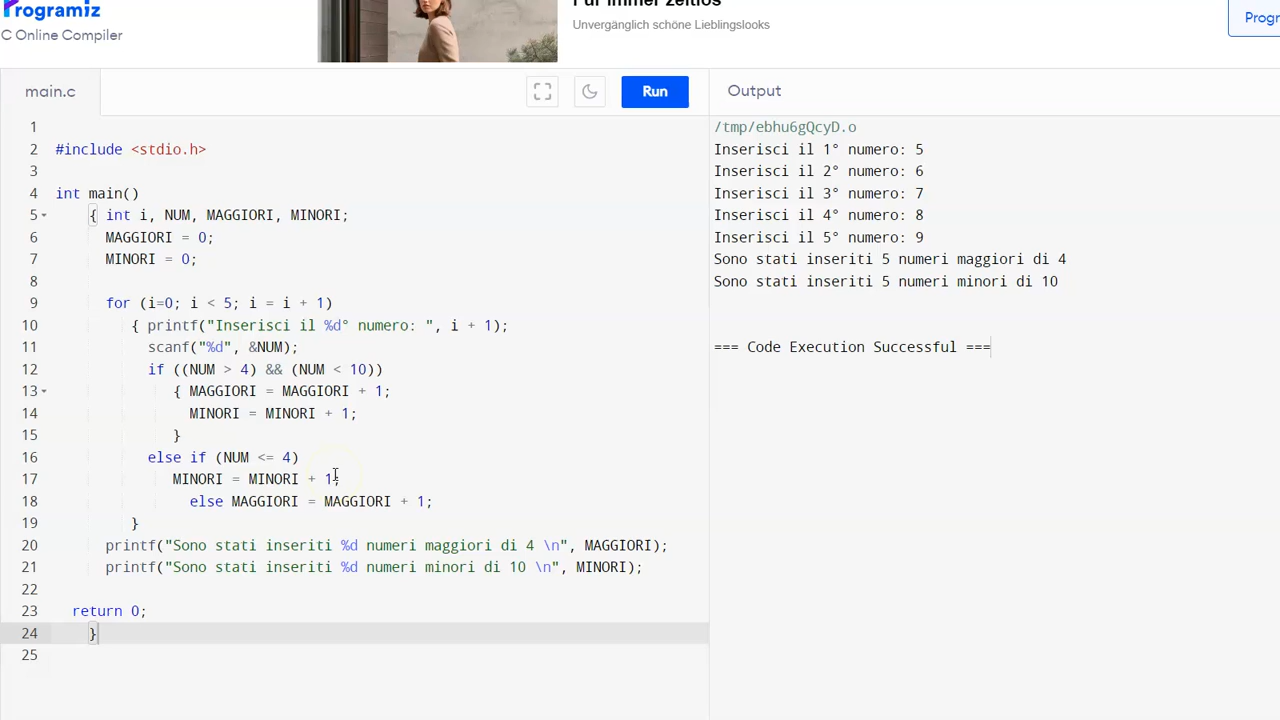 Programiz
C Online Compiler
Für immer zeitlos
Unvergänglich schöne Lieblingslooks
Progr
main.c
Run
Output
1
2 #include <stdio.h>
3
4 int main()
5 { int i, NUM, MAGGIORI, MINORI;
6 MAGGIORI = 0;
7 MINORI = 0;
8
9 for (i=0; i < 5; i = i + 1)
10 { printf("Inserisci il %d° numero: ", i + 1);
11 scanf("%d", &NUM);
12 if ((NUM > 4) && (NUM < 10))
13 { MAGGIORI = MAGGIORI + 1;
14 MINORI = MINORI + 1;
15 }
16 else if (NUM <= 4)
17 MINORI = MINORI + 1;
18 else MAGGIORI = MAGGIORI + 1;
19 }
20 printf("Sono stati inseriti %d numeri maggiori di 4 \n", MAGGIORI);
21 printf("Sono stati inseriti %d numeri minori di 10 \n", MINORI);
22
23 return 0;
24 }
25
/tmp/ebhu6gQcyD.o
Inserisci il 1° numero: 5
Inserisci il 2° numero: 6
Inserisci il 3° numero: 7
Inserisci il 4° numero: 8
Inserisci il 5° numero: 9
Sono stati inseriti 5 numeri maggiori di 4
Sono stati inseriti 5 numeri minori di 10
=== Code Execution Successful ===